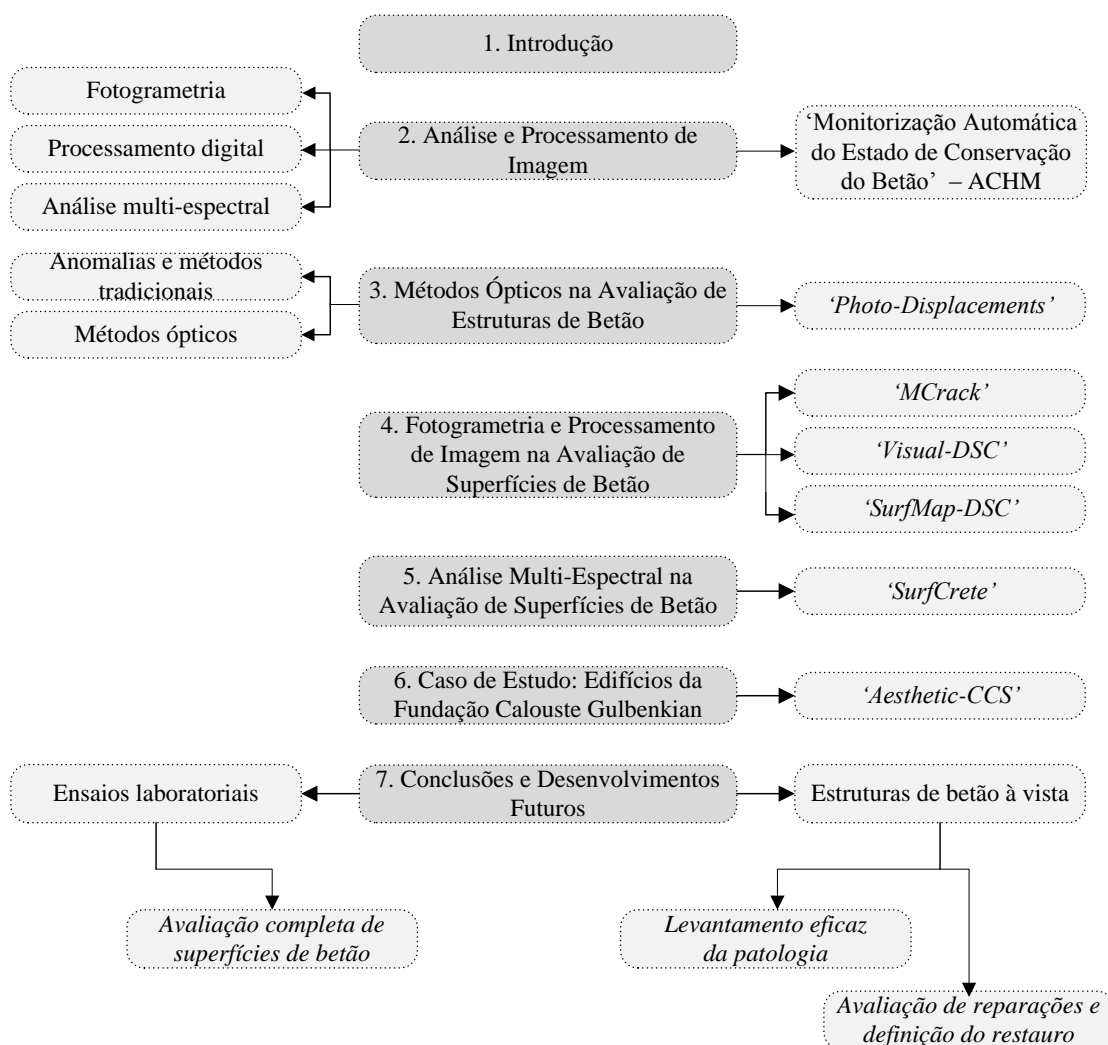 1. Introdução
Fotogrametria
Processamento digital
Análise multi-espectral
2. Análise e Processamento de
Imagem
‘Monitorização Automática
do Estado de Conservação
do Betão’ – ACHM
Anomalias e métodos
tradicionais
Métodos ópticos
3. Métodos Ópticos na Avaliação de
Estruturas de Betão
‘Photo-Displacements’
4. Fotogrametria e Processamento
de Imagem na Avaliação de
Superfícies de Betão
‘MCrack’
‘Visual-DSC’
‘SurfMap-DSC’
5. Análise Multi-Espectral na
Avaliação de Superfícies de Betão
‘SurfCrete’
6. Caso de Estudo: Edifícios da
Fundação Calouste Gulbenkian
‘Aesthetic-CCS’
Ensaios laboratoriais
7. Conclusões e Desenvolvimentos
Futuros
Estruturas de betão à vista
Avaliação completa de
superfícies de betão
Levantamento eficaz
da patologia
Avaliação de reparações e
definição do restauro